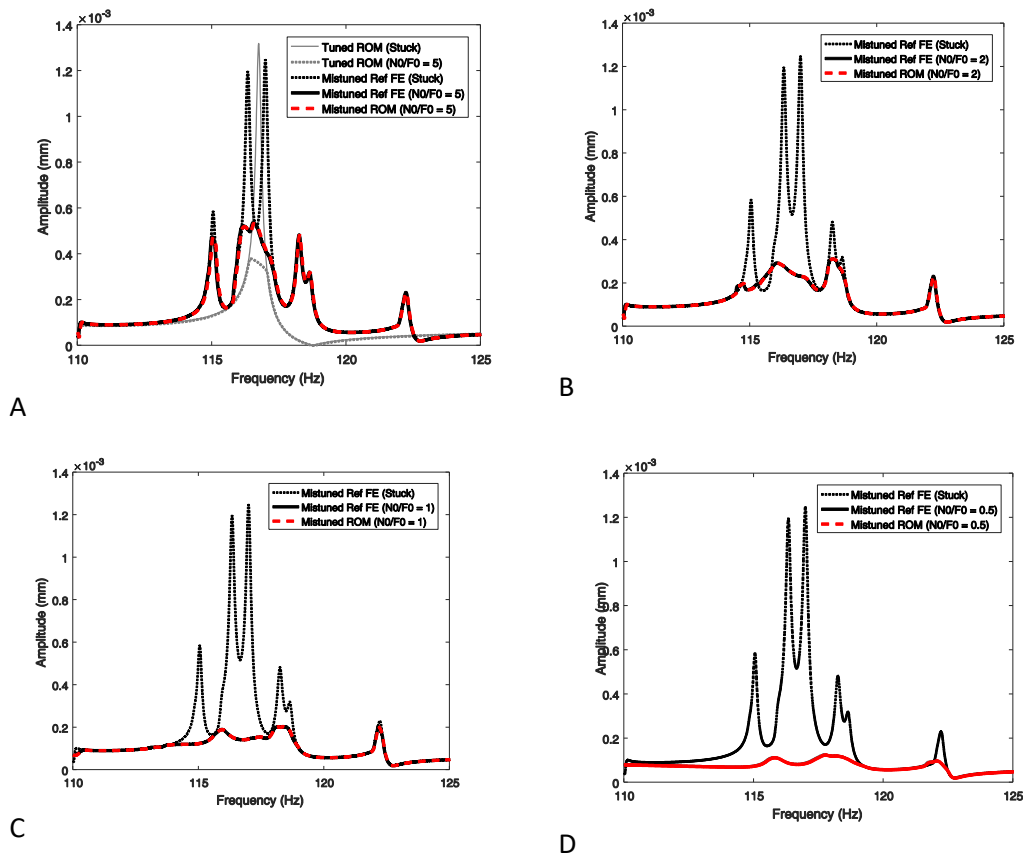 ×10⁻³
1.4
1.2
1
0.8
0.6
0.4
0.2
0
Amplitude (mm)
110
115
120
125
Frequency (Hz)
Tuned ROM (Stuck)
Tuned ROM (N0/F0 = 5)
Mistuned Ref FE (Stuck)
Mistuned Ref FE (N0/F0 = 5)
Mistuned ROM (N0/F0 = 5)
A
×10⁻³
1.4
1.2
1
0.8
0.6
0.4
0.2
0
Amplitude (mm)
110
115
120
125
Frequency (Hz)
Mistuned Ref FE (Stuck)
Mistuned Ref FE (N0/F0 = 2)
Mistuned ROM (N0/F0 = 2)
B
×10⁻³
1.4
1.2
1
0.8
0.6
0.4
0.2
0
Amplitude (mm)
110
115
120
125
Frequency (Hz)
Mistuned Ref FE (Stuck)
Mistuned Ref FE (N0/F0 = 1)
Mistuned ROM (N0/F0 = 1)
C
×10⁻³
1.4
1.2
1
0.8
0.6
0.4
0.2
0
Amplitude (mm)
110
115
120
125
Frequency (Hz)
Mistuned Ref FE (Stuck)
Mistuned Ref FE (N0/F0 = 0.5)
Mistuned ROM (N0/F0 = 0.5)
D